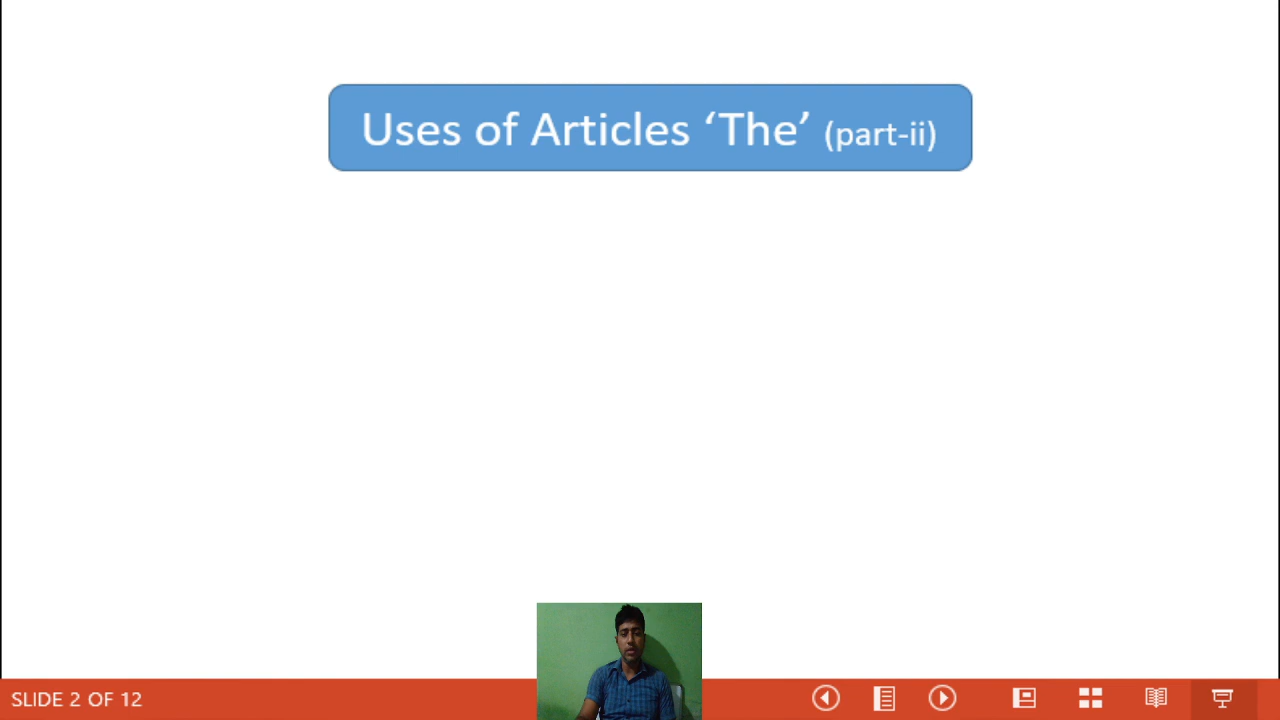 Uses of Articles ‘The’ (part-ii)
SLIDE 2 OF 12